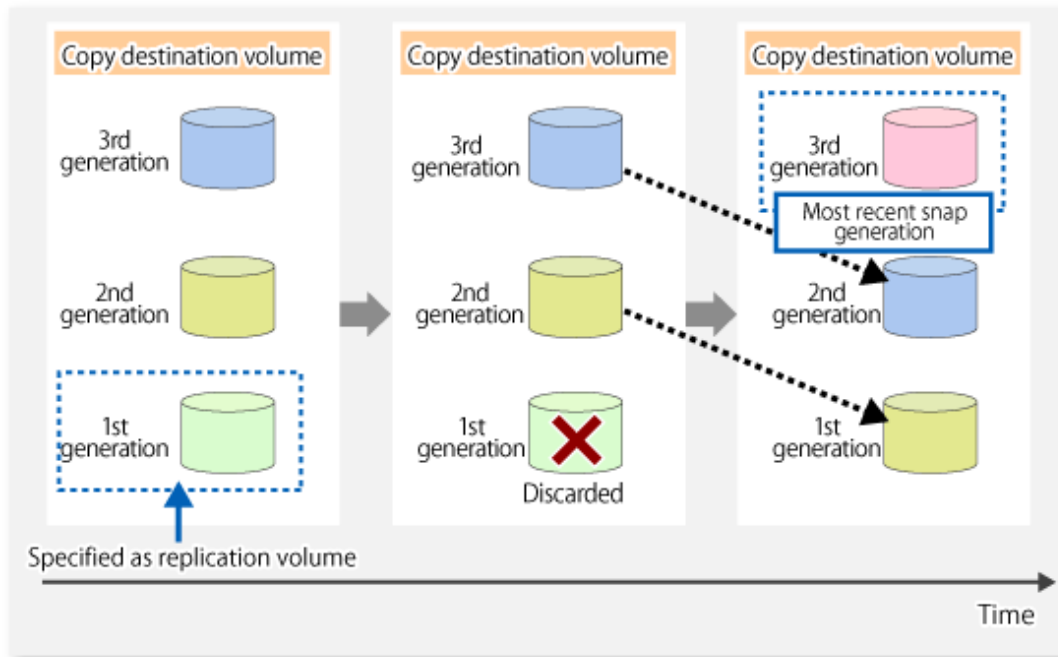 Copy destination volume
3rd
generation
2nd
generation
1st
generation
Specified as replication volume
Copy destination volume
3rd
generation
2nd
generation
1st
generation
Discarded
Copy destination volume
3rd
generation
Most recent snap
generation
2nd
generation
1st
generation
Time